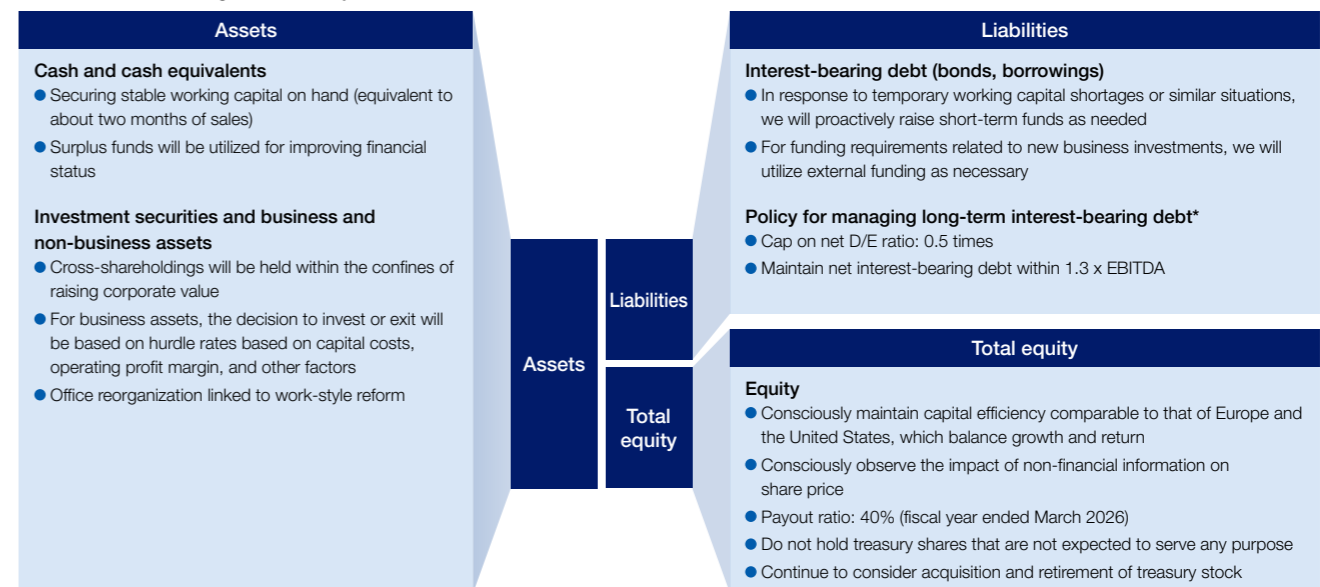 Assets
Cash and cash equivalents
● Securing stable working capital on hand (equivalent to
about two months of sales)
● Surplus funds will be utilized for improving financial
status
Investment securities and business and
non-business assets
● Cross-shareholdings will be held within the confines of
raising corporate value
● For business assets, the decision to invest or exit will
be based on hurdle rates based on capital costs,
operating profit margin, and other factors
● Office reorganization linked to work-style reform
Assets
Liabilities
Total
equity
Liabilities
Interest-bearing debt (bonds, borrowings)
● In response to temporary working capital shortages or similar situations,
we will proactively raise short-term funds as needed
● For funding requirements related to new business investments, we will
utilize external funding as necessary
Policy for managing long-term interest-bearing debt*
● Cap on net D/E ratio: 0.5 times
● Maintain net interest-bearing debt within 1.3 x EBITDA
Total equity
Equity
● Consciously maintain capital efficiency comparable to that of Europe and
the United States, which balance growth and return
● Consciously observe the impact of non-financial information on
share price
● Payout ratio: 40% (fiscal year ended March 2026)
● Do not hold treasury shares that are not expected to serve any purpose
● Continue to consider acquisition and retirement of treasury stock